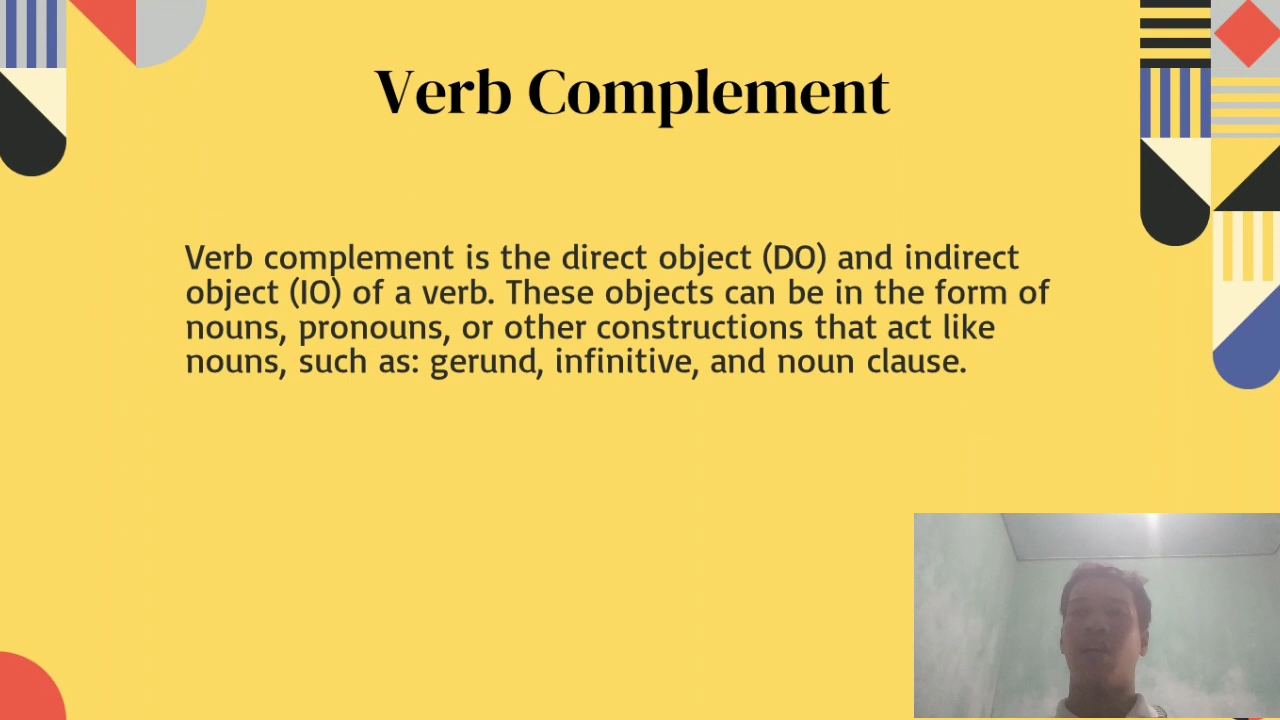 Verb Complement
Verb complement is the direct object (DO) and indirect
object (IO) of a verb. These objects can be in the form of
nouns, pronouns, or other constructions that act like
nouns, such as: gerund, infinitive, and noun clause.